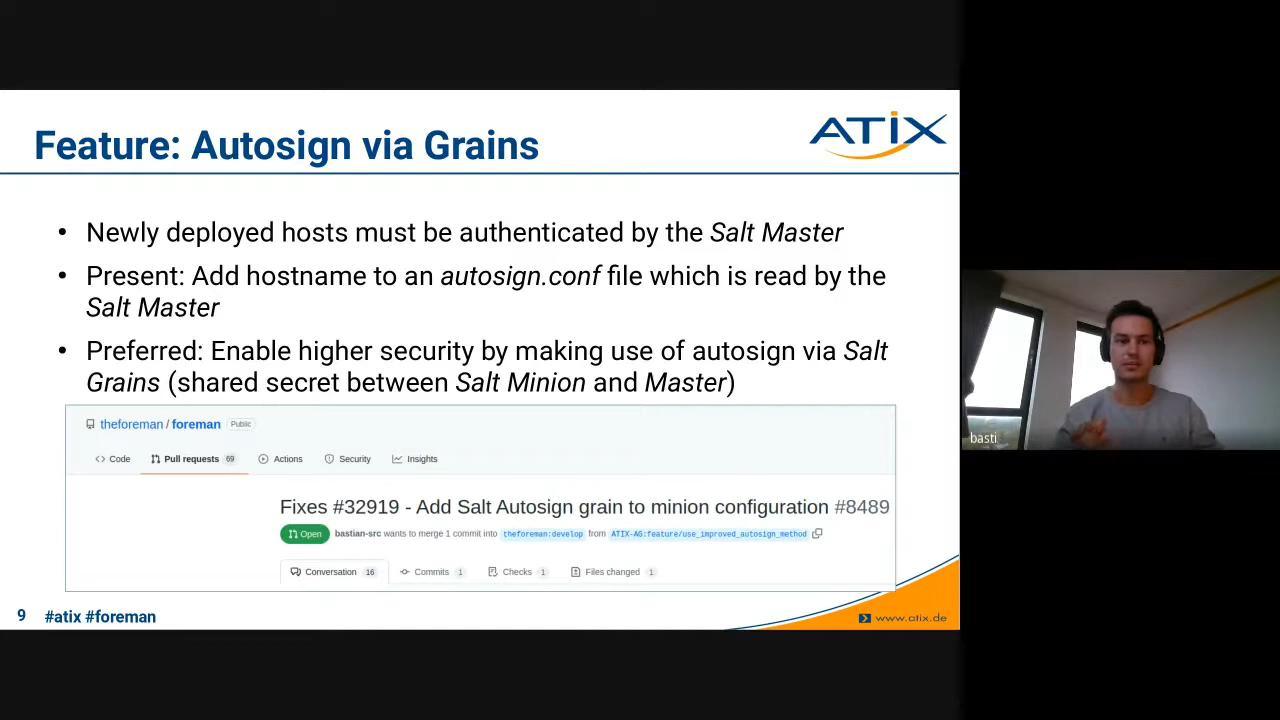 Feature: Autosign via Grains
ATIX
• Newly deployed hosts must be authenticated by the Salt Master
• Present: Add hostname to an autosign.conf file which is read by the
Salt Master
• Preferred: Enable higher security by making use of autosign via Salt
Grains (shared secret between Salt Minion and Master)
theforeman / foreman Public
Code Pull requests 69 Actions Security Insights
Fixes #32919 - Add Salt Autosign grain to minion configuration #8489
Open bastian-src wants to merge 1 commit into theforeman:develop from ATIX-AG:feature/use_improved_autosign_method
Conversation 16 Commits 1 Checks 1 Files changed 1
9 #atix #foreman
www.atix.de
basti